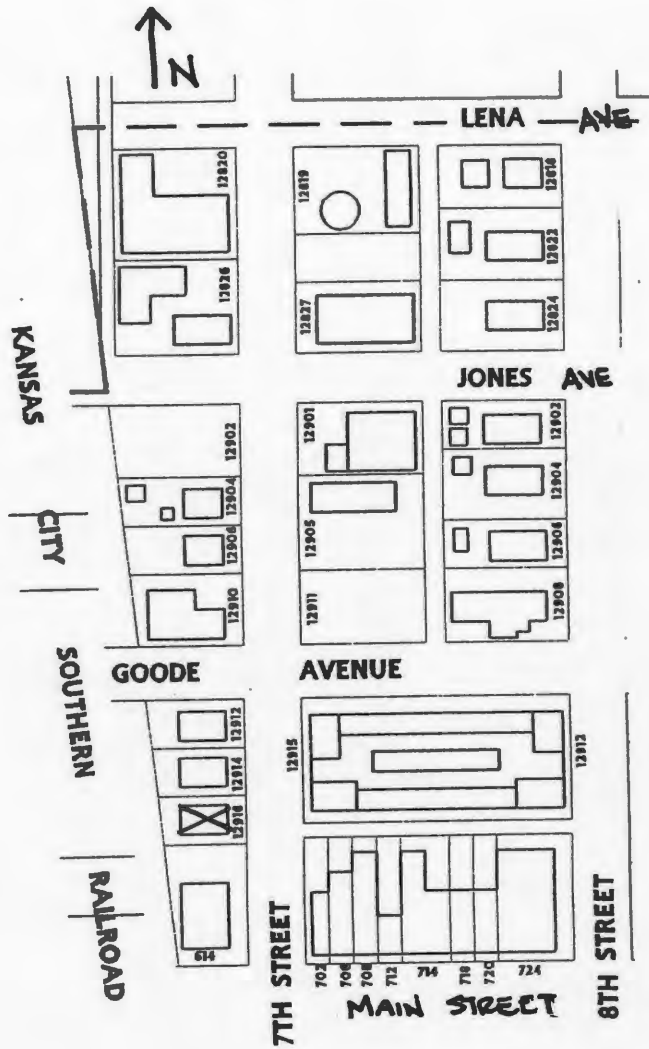 N
LENA AVE
12820
12819
12818
12822
12826
12827
12824
KANSAS
JONES AVE
12902
12901
12902
12904
12904
CITY
12906
12905
12906
12910
12911
12908
SOUTHERN
GOODE AVENUE
12912
12915
12913
12914
12916
RAILROAD
614
7TH STREET
702
706
708
712
714
718
720
724
MAIN STREET
8TH STREET